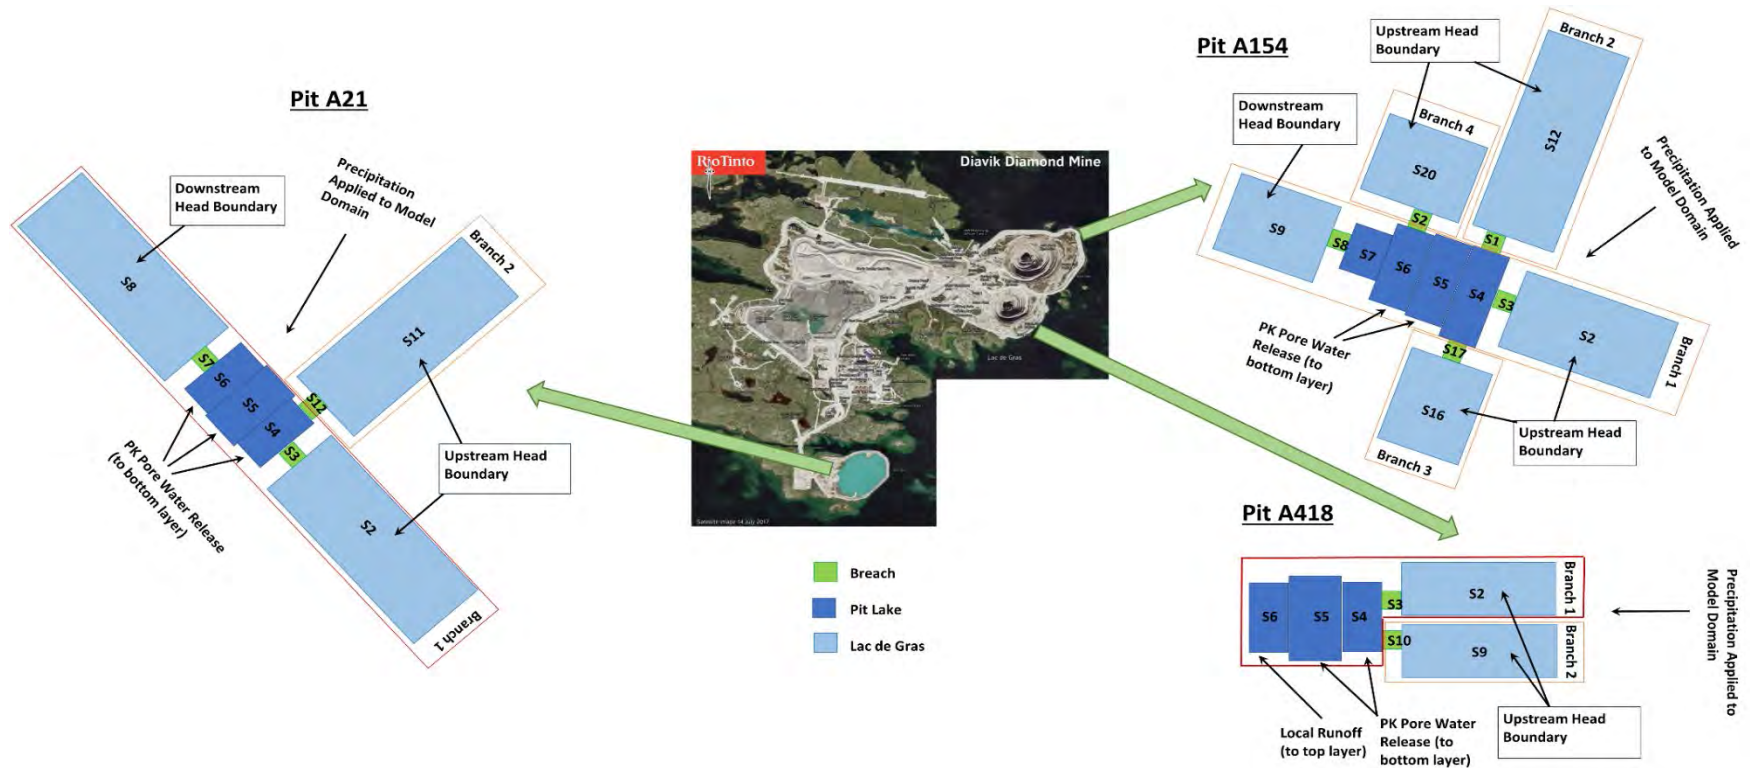 Pit A21
Downstream
Head Boundary
Precipitation
Applied to Model
Domain
S8
Branch 2
S11
S7
S6
S5
S4
S12
S3
PK Pore Water Release
(to bottom layer)
Upstream Head
Boundary
S2
Branch 1
RioTinto
Diavik Diamond Mine
Lac de Gras
Satellite image 14 July 2017
Breach
Pit Lake
Lac de Gras
Pit A154
Upstream Head
Boundary
Branch 2
Downstream
Head Boundary
Branch 4
S12
Precipitation Applied
to Model Domain
S20
S9
S2
S8
S7
S6
S5
S4
S1
S3
S2
PK Pore Water
Release (to
bottom layer)
S17
Branch 1
S16
Upstream Head
Boundary
Branch 3
Pit A418
S6
S5
S4
S3
S2
Branch 1
S10
S9
Branch 2
Precipitation Applied to
Model Domain
Local Runoff
(to top layer)
PK Pore Water
Release (to
bottom layer)
Upstream Head
Boundary